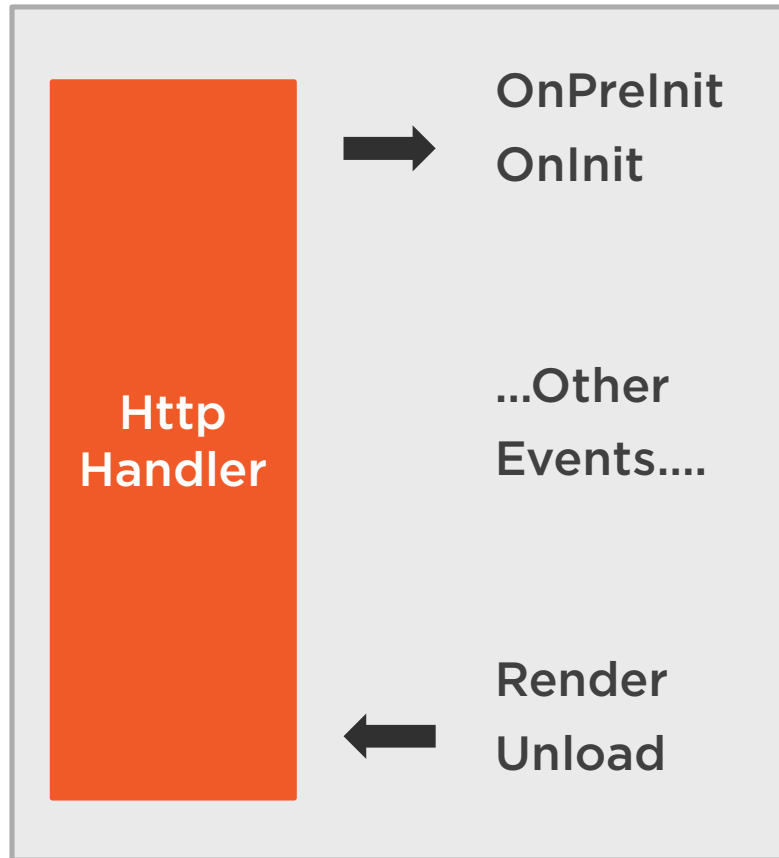 OnPreInit
OnInit
Http
Handler
...Other
Events....
Render
Unload